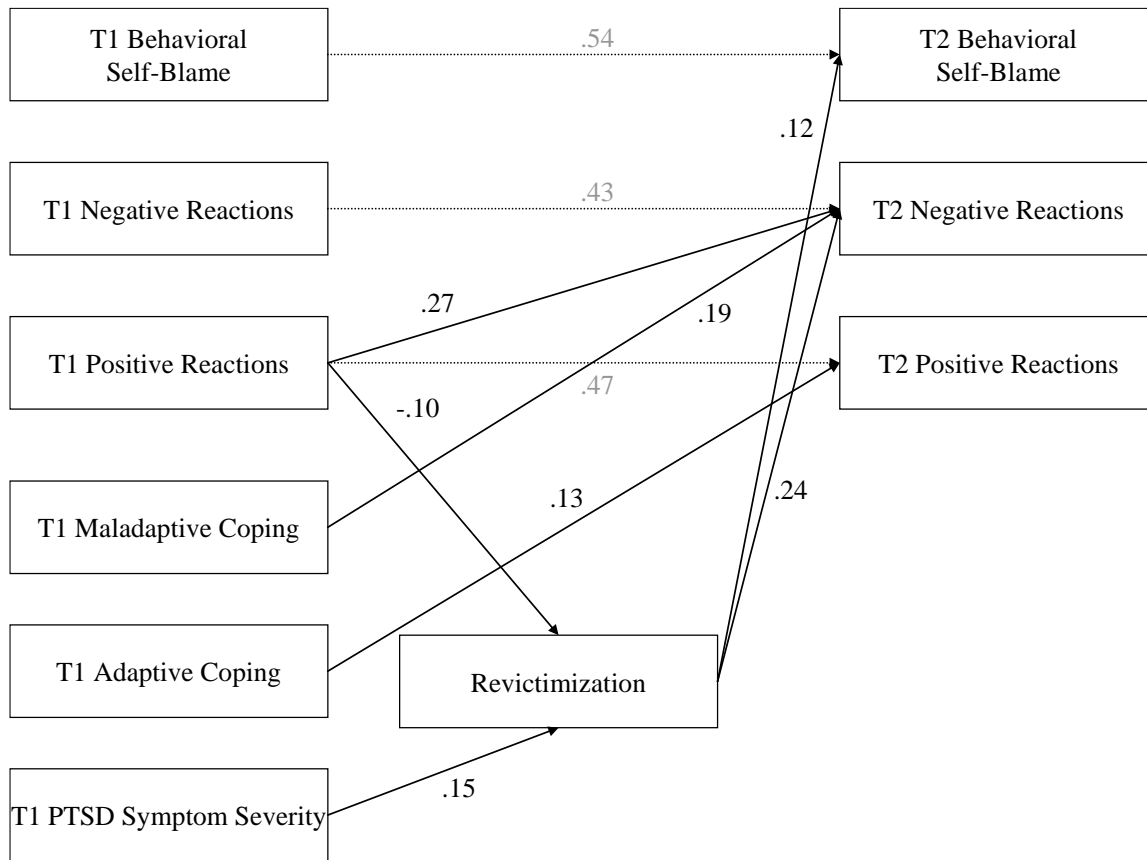 T1 Behavioral
Self-Blame
.54
T2 Behavioral
Self-Blame
.12
T1 Negative Reactions
.43
T2 Negative Reactions
.27
.19
T1 Positive Reactions
.47
T2 Positive Reactions
-.10
.24
.13
T1 Maladaptive Coping
T1 Adaptive Coping
Revictimization
.15
T1 PTSD Symptom Severity